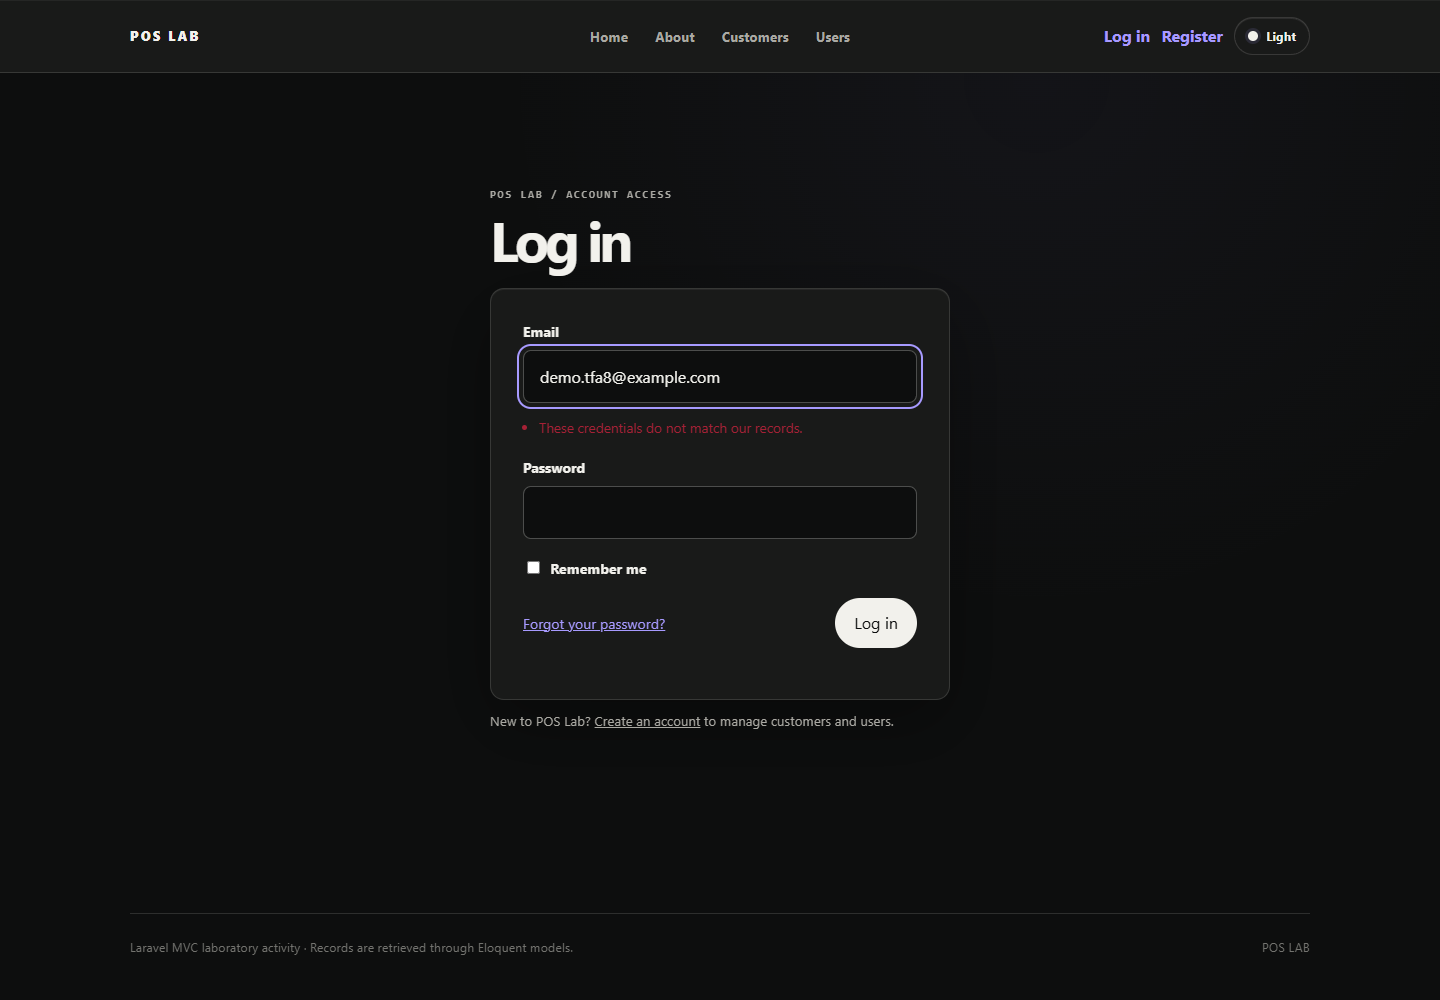 POS LAB
Home About Customers Users
Log in Register Light
POS LAB / ACCOUNT ACCESS
Log in
Email
demo.tfa8@example.com
These credentials do not match our records.
Password
Remember me
Forgot your password?
Log in
New to POS Lab? Create an account to manage customers and users.
Laravel MVC laboratory activity · Records are retrieved through Eloquent models.
POS LAB